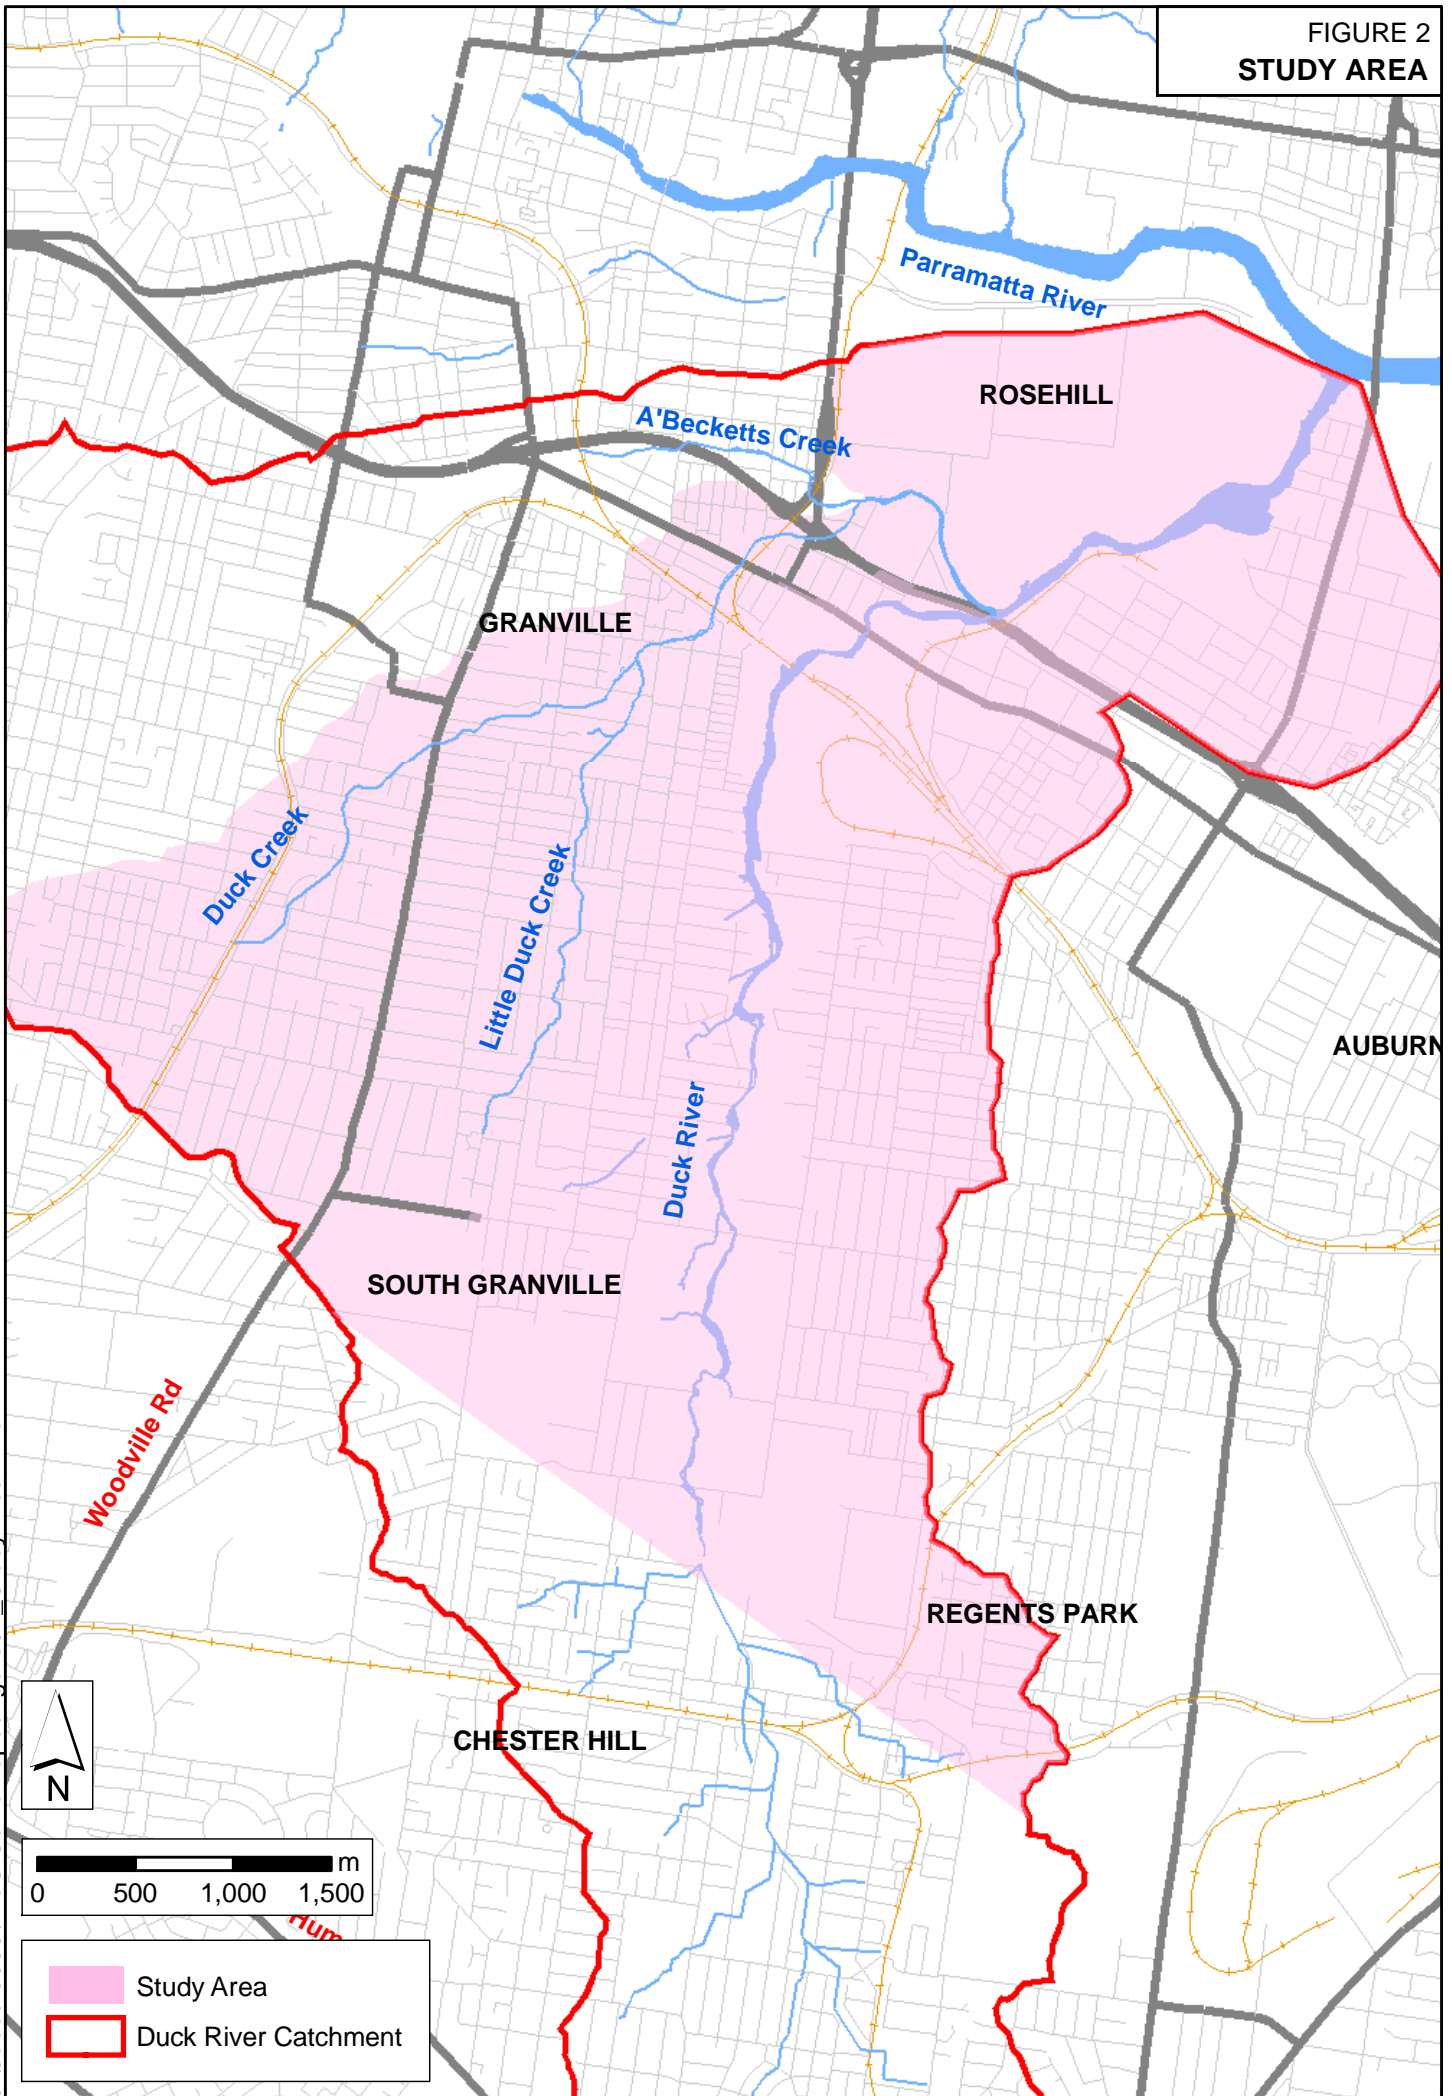 FIGURE 2
STUDY AREA
Parramatta River
ROSEHILL
A'Becketts Creek
GRANVILLE
Duck Creek
Little Duck Creek
AUBURN
Duck River
SOUTH GRANVILLE
Woodville Rd
REGENTS PARK
CHESTER HILL
N
m
0 500 1,000 1,500
Hum
Study Area
Duck River Catchment